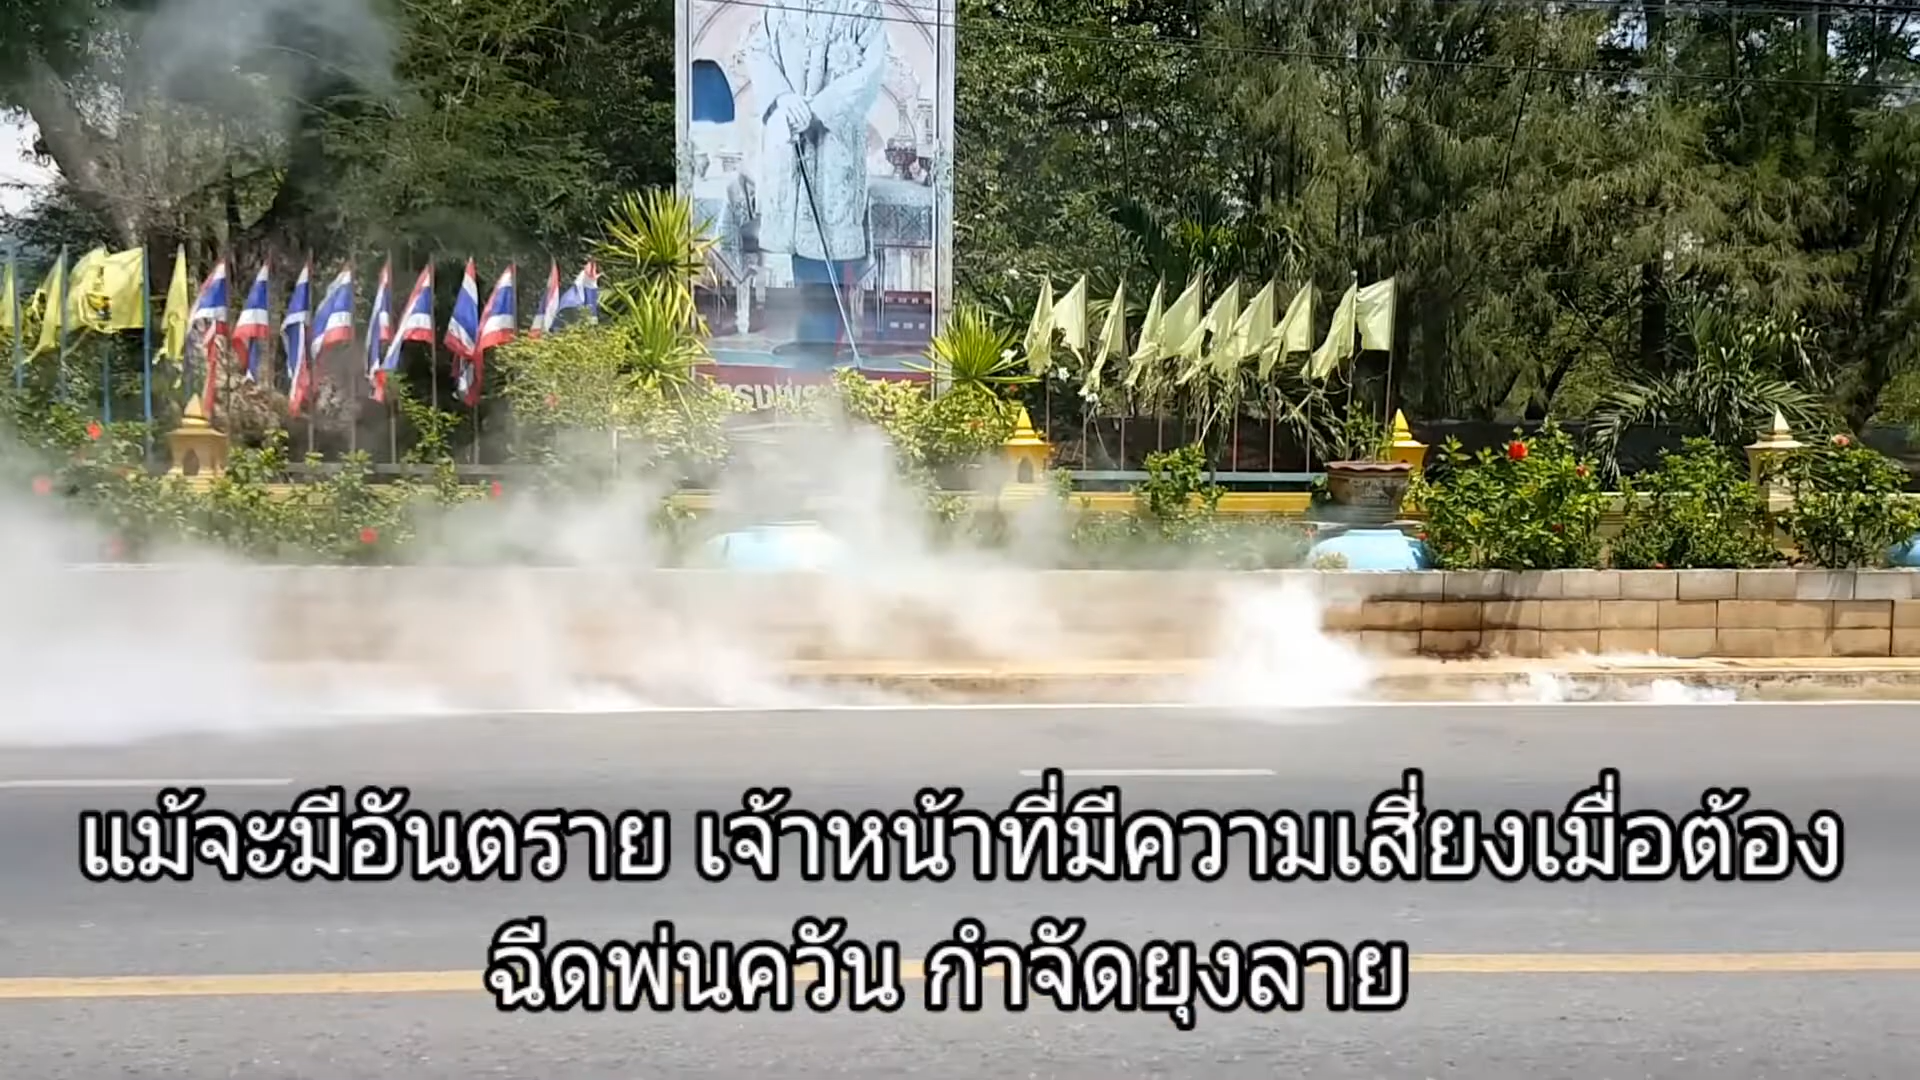 แม้จะมีอันตราย เจ้าหน้าที่มีความเสี่ยงเมื่อต้อง
ฉีดพ่นควัน กำจัดยุงลาย